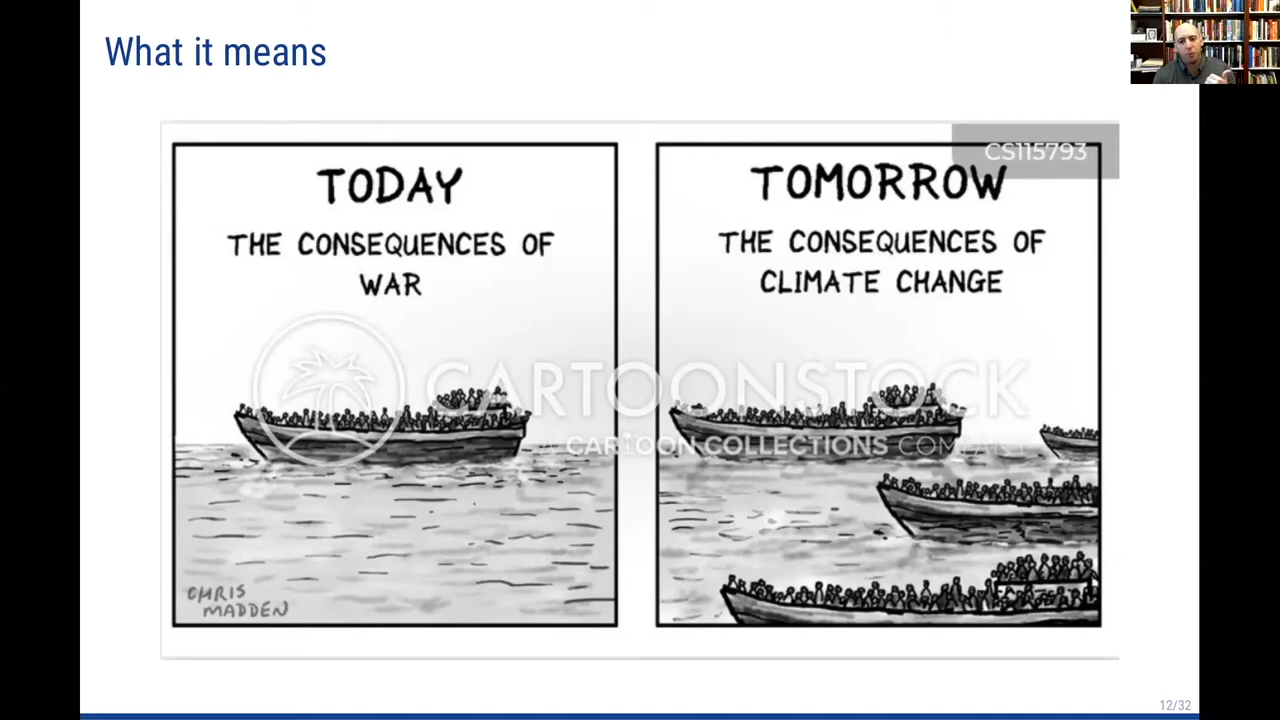 What it means
CS115793
TODAY
THE CONSEQUENCES OF
WAR
TOMORROW
THE CONSEQUENCES OF
CLIMATE CHANGE
CARTOONSTOCK
A CARTOON COLLECTIONS COMPANY
CHRIS
MADDEN
12/32